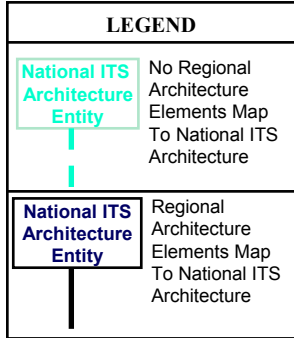 LEGEND
National ITS
Architecture
Entity
No Regional
Architecture
Elements Map
To National ITS
Architecture
National ITS
Architecture
Entity
Regional
Architecture
Elements Map
To National ITS
Architecture